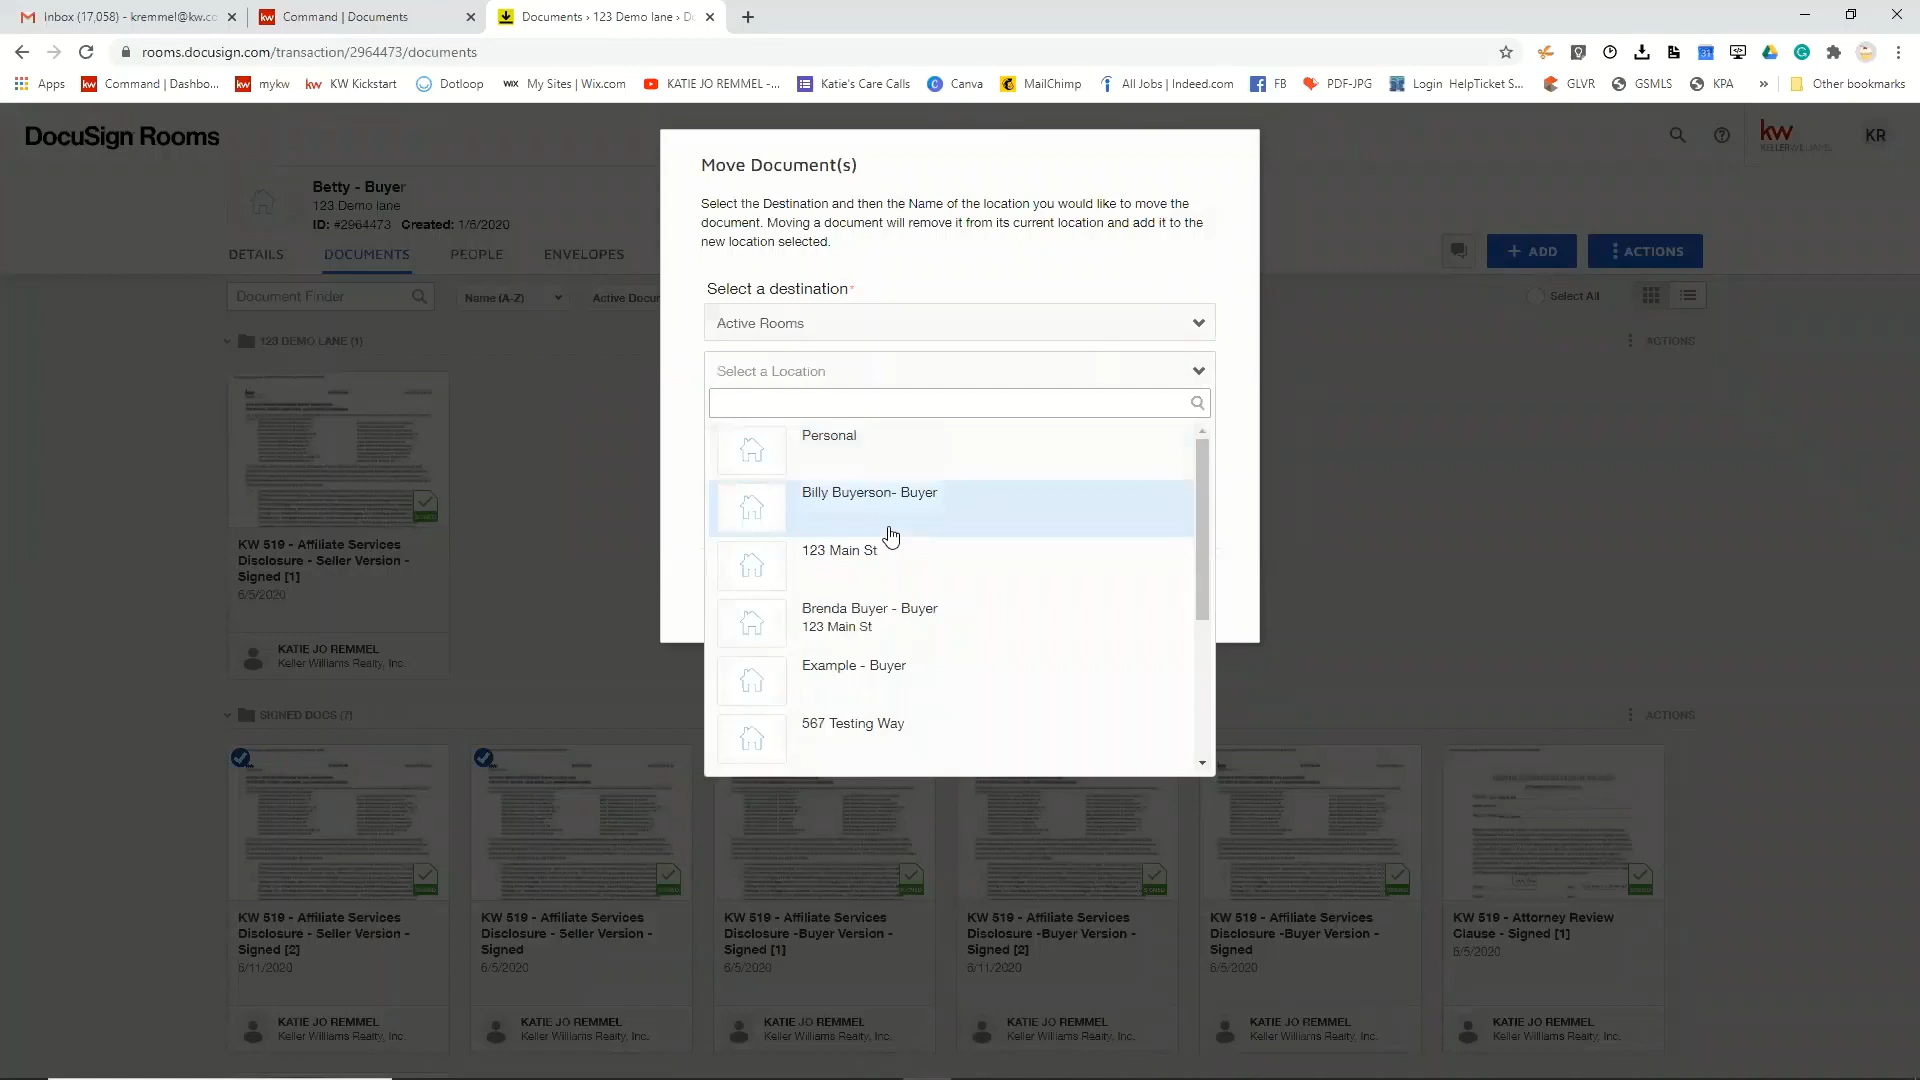 Inbox (17,058) - kremmel@kw.co
Command | Documents
Documents › 123 Demo lane › Do
rooms.docusign.com/transaction/2964473/documents
Apps
Command | Dashbo...
mykw
KW Kickstart
Dotloop
My Sites | Wix.com
KATIE JO REMMEL -...
Katie's Care Calls
Canva
MailChimp
All Jobs | Indeed.com
FB
PDF-JPG
Login HelpTicket S...
GLVR
GSMLS
KPA
Other bookmarks
DocuSign Rooms
kw
KELLERWILLIAMS
KR
Betty - Buyer
123 Demo lane
ID: #2964473 Created: 1/6/2020
DETAILS
DOCUMENTS
PEOPLE
ENVELOPES
ADD
ACTIONS
Document Finder
Name (A-Z)
Active Docu
Select All
123 DEMO LANE (1)
ACTIONS
Move Document(s)
Select the Destination and then the Name of the location you would like to move the
document. Moving a document will remove it from its current location and add it to the
new location selected.
Select a destination*
Active Rooms
Select a Location
Personal
Billy Buyerson- Buyer
123 Main St
Brenda Buyer - Buyer
123 Main St
Example - Buyer
567 Testing Way
KW 519 - Affiliate Services
Disclosure - Seller Version -
Signed [1]
6/5/2020
KATIE JO REMMEL
Keller Williams Realty, Inc.
SIGNED DOCS (7)
ACTIONS
KW 519 - Affiliate Services
Disclosure - Seller Version -
Signed [2]
6/11/2020
KATIE JO REMMEL
Keller Williams Realty, Inc.
KW 519 - Affiliate Services
Disclosure - Seller Version -
Signed
6/5/2020
KATIE JO REMMEL
Keller Williams Realty, Inc.
KW 519 - Affiliate Services
Disclosure -Buyer Version -
Signed [1]
6/5/2020
KATIE JO REMMEL
Keller Williams Realty, Inc.
KW 519 - Affiliate Services
Disclosure -Buyer Version -
Signed [2]
6/11/2020
KATIE JO REMMEL
Keller Williams Realty, Inc.
KW 519 - Affiliate Services
Disclosure -Buyer Version -
Signed
6/5/2020
KATIE JO REMMEL
Keller Williams Realty, Inc.
KW 519 - Attorney Review
Clause - Signed [1]
6/5/2020
KATIE JO REMMEL
Keller Williams Realty, Inc.